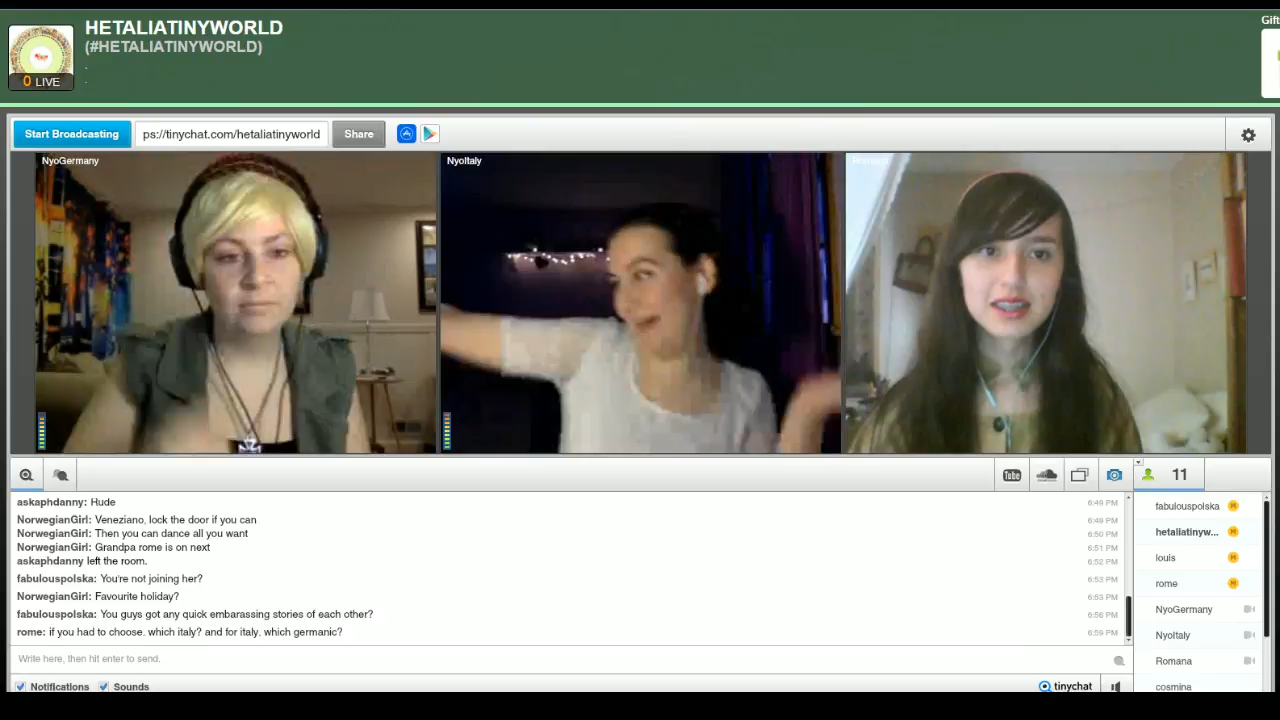 HETALIATINYWORLD
(#HETALIATINYWORLD)
0 LIVE
Gift
Start Broadcasting
ps://tinychat.com/hetaliatinyworld
Share
NyoGermany
NyoItaly
Romana
You Tube
11
askaphdanny: Hude 6:49 PM
NorwegianGirl: Veneziano, lock the door if you can 6:49 PM
NorwegianGirl: Then you can dance all you want 6:50 PM
NorwegianGirl: Grandpa rome is on next 6:51 PM
askaphdanny left the room. 6:52 PM
fabulouspolska: You're not joining her? 6:53 PM
NorwegianGirl: Favourite holiday? 6:53 PM
fabulouspolska: You guys got any quick embarassing stories of each other? 6:56 PM
rome: if you had to choose. which italy? and for italy, which germanic? 6:59 PM
Write here, then hit enter to send.
Notifications
Sounds
tinychat
fabulouspolska M
hetaliatinyw... M
louis M
rome M
NyoGermany
NyoItaly
Romana
cosmina